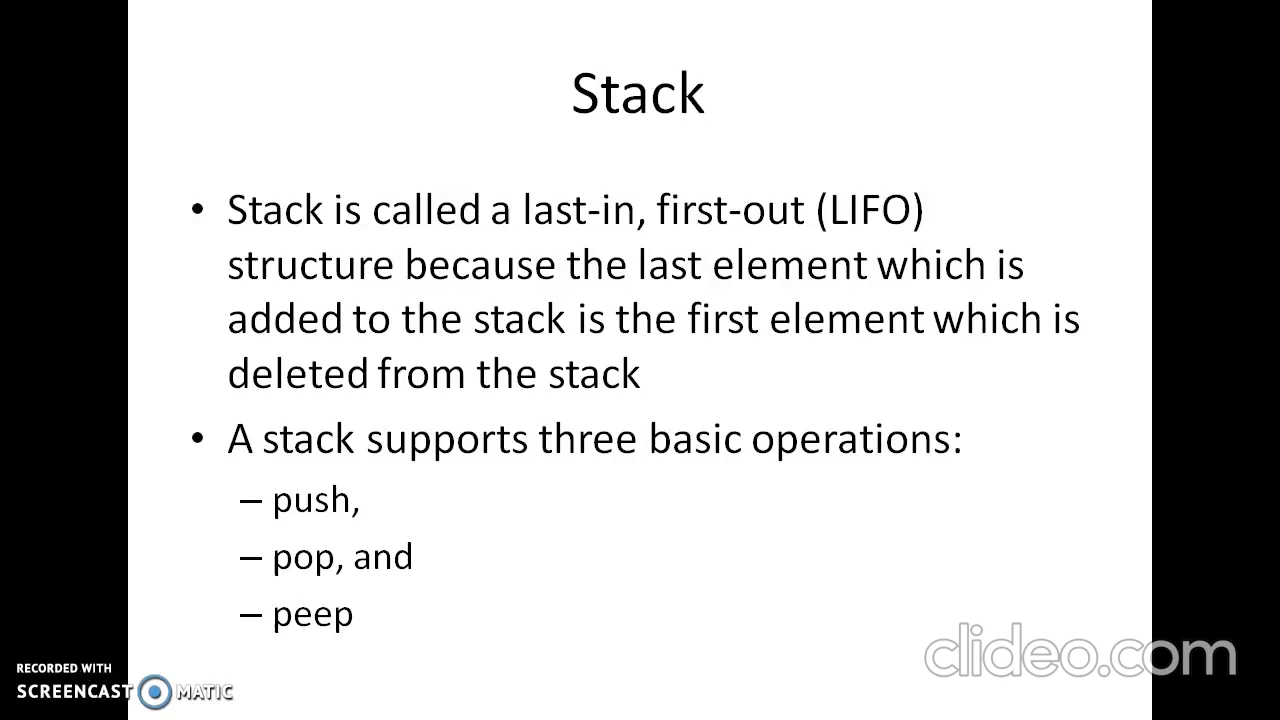 Stack
• Stack is called a last-in, first-out (LIFO)
structure because the last element which is
added to the stack is the first element which is
deleted from the stack
• A stack supports three basic operations:
– push,
– pop, and
– peep
RECORDED WITH
SCREENCAST MATIC
clideo.com